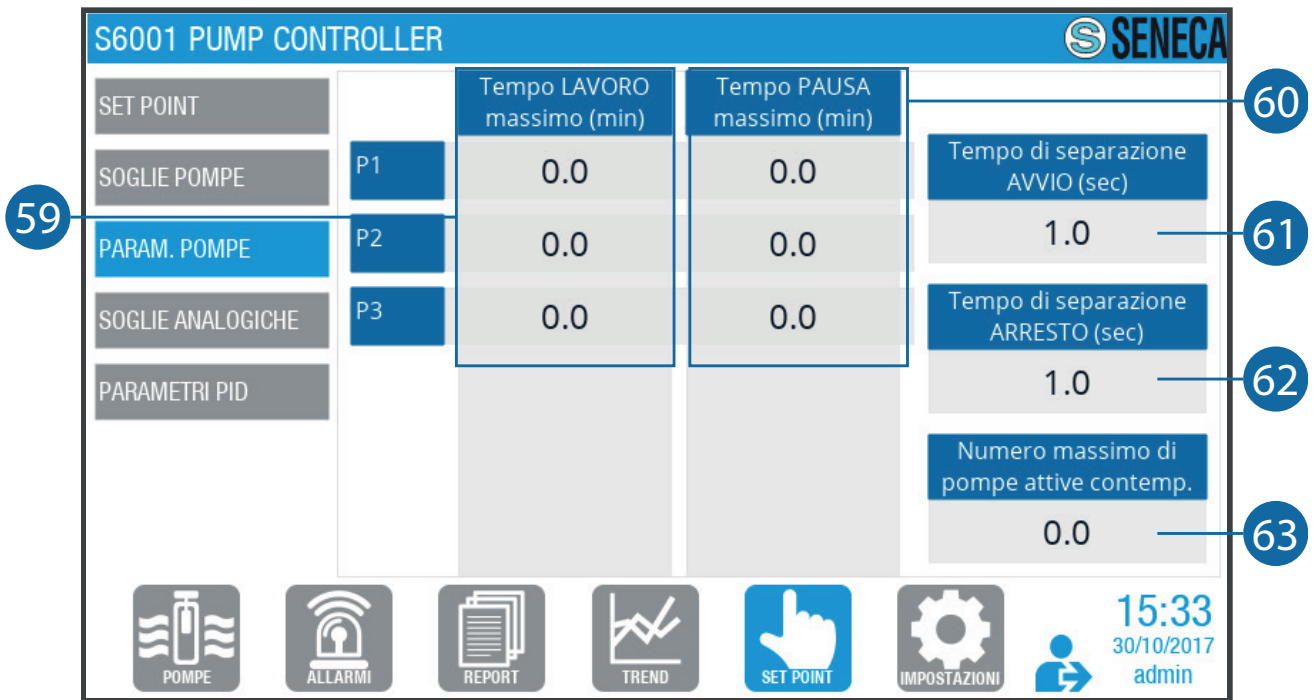 S6001 PUMP CONTROLLER
S SENECA
SET POINT
SOGLIE POMPE
PARAM. POMPE
SOGLIE ANALOGICHE
PARAMETRI PID
Tempo LAVORO
massimo (min)
Tempo PAUSA
massimo (min)
P1
0.0
0.0
P2
0.0
0.0
P3
0.0
0.0
Tempo di separazione
AVVIO (sec)
1.0
Tempo di separazione
ARRESTO (sec)
1.0
Numero massimo di
pompe attive contemp.
0.0
59
60
61
62
63
POMPE
ALLARMI
REPORT
TREND
SET POINT
IMPOSTAZIONI
15:33
30/10/2017
admin